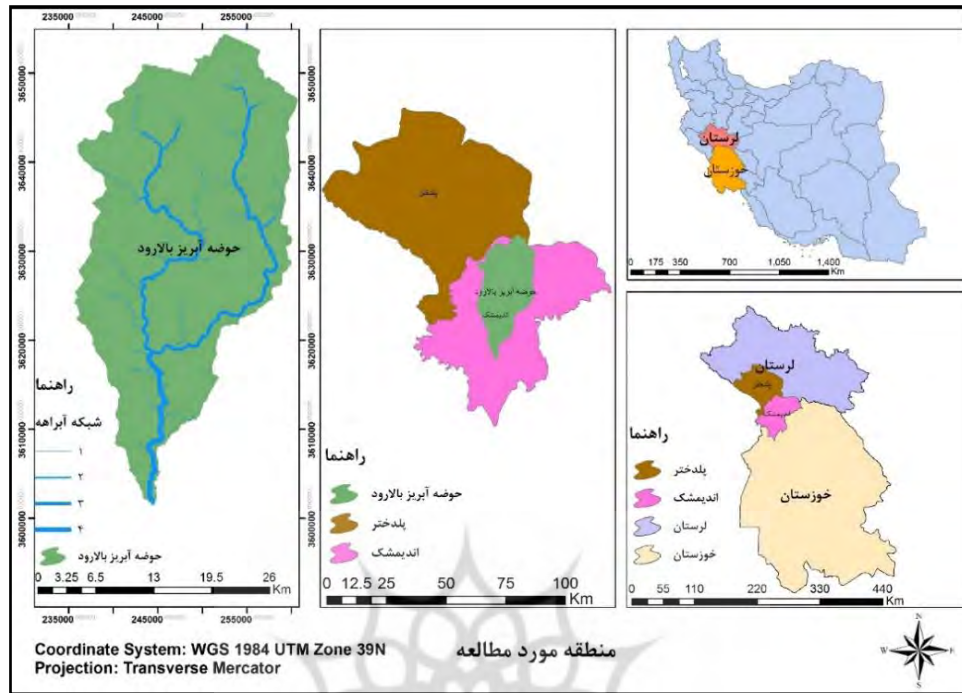 235000 245000 255000
3650000
3640000
3630000
3620000
3610000
3600000
حوضه آبریز بالارود
راهنما
شبکه آبراهه
۱
۲
۳
۴
حوضه آبریز بالارود
0 3.25 6.5 13 19.5 26
Km
235000 245000 255000
پلدختر
حوضه آبریز بالارود
اندیمشک
راهنما
حوضه آبریز بالارود
پلدختر
اندیمشک
0 12.5 25 50 75 100
Km
لرستان
خوزستان
0 175 350 700 1,050 1,400
Km
لرستان
پلدختر
اندیمشک
خوزستان
راهنما
پلدختر
اندیمشک
لرستان
خوزستان
0 55 110 220 330 440
Km
Coordinate System: WGS 1984 UTM Zone 39N
Projection: Transverse Mercator
منطقه مورد مطالعه
N
W E
S